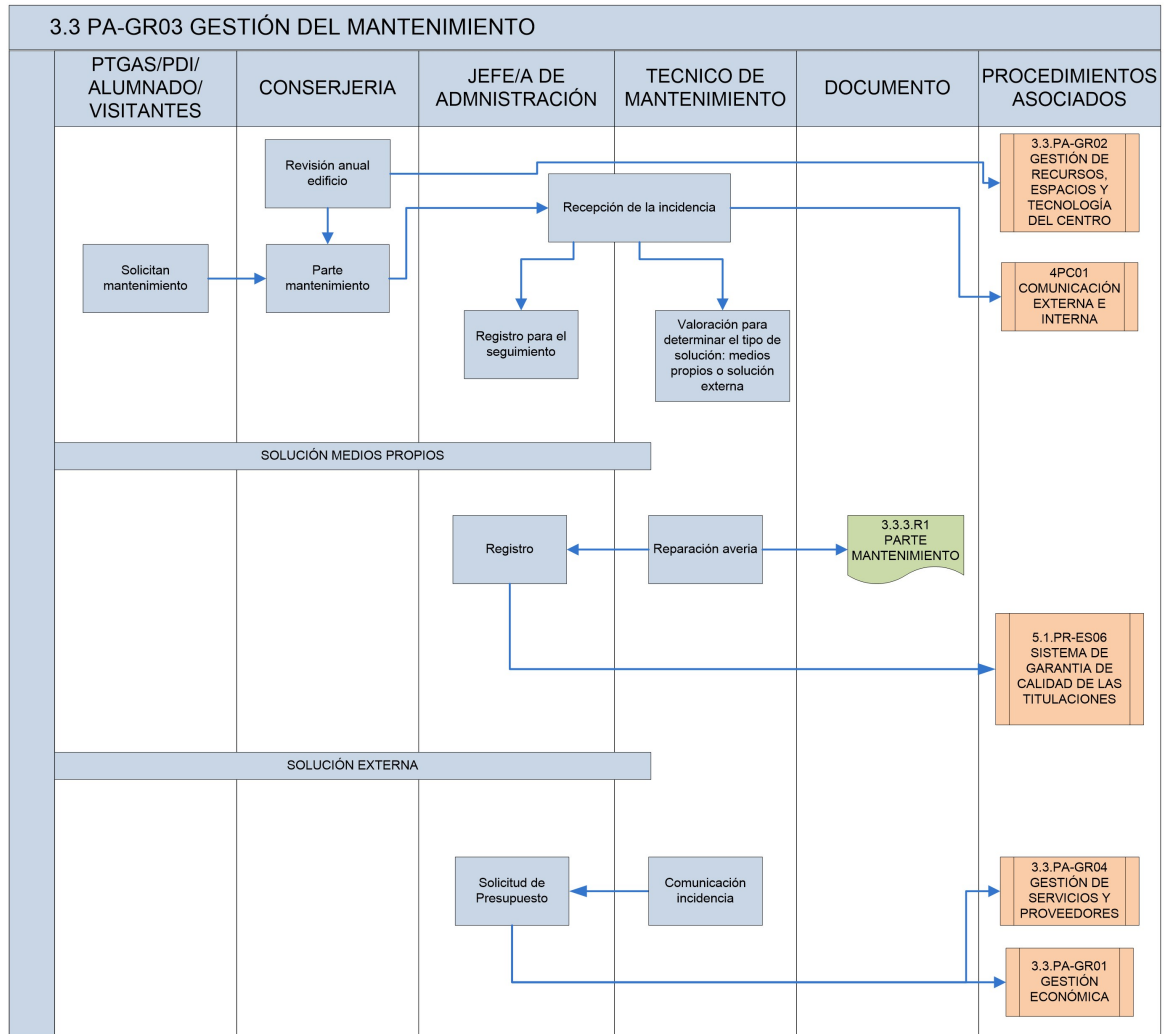 3.3 PA-GR03 GESTIÓN DEL MANTENIMIENTO
PTGAS/PDI/
ALUMNADO/
VISITANTES
CONSERJERIA
JEFE/A DE
ADMNISTRACIÓN
TECNICO DE
MANTENIMIENTO
DOCUMENTO
PROCEDIMIENTOS
ASOCIADOS
Revisión anual
edificio
3.3.PA-GR02
GESTIÓN DE
RECURSOS,
ESPACIOS Y
TECNOLOGÍA
DEL CENTRO
Recepción de la incidencia
Solicitan
mantenimiento
Parte
mantenimiento
4PC01
COMUNICACIÓN
EXTERNA E
INTERNA
Registro para el
seguimiento
Valoración para
determinar el tipo de
solución: medios
propios o solución
externa
SOLUCIÓN MEDIOS PROPIOS
Registro
Reparación averia
3.3.3.R1
PARTE
MANTENIMIENTO
5.1.PR-ES06
SISTEMA DE
GARANTIA DE
CALIDAD DE LAS
TITULACIONES
SOLUCIÓN EXTERNA
Solicitud de
Presupuesto
Comunicación
incidencia
3.3.PA-GR04
GESTIÓN DE
SERVICIOS Y
PROVEEDORES
3.3.PA-GR01
GESTIÓN
ECONÓMICA